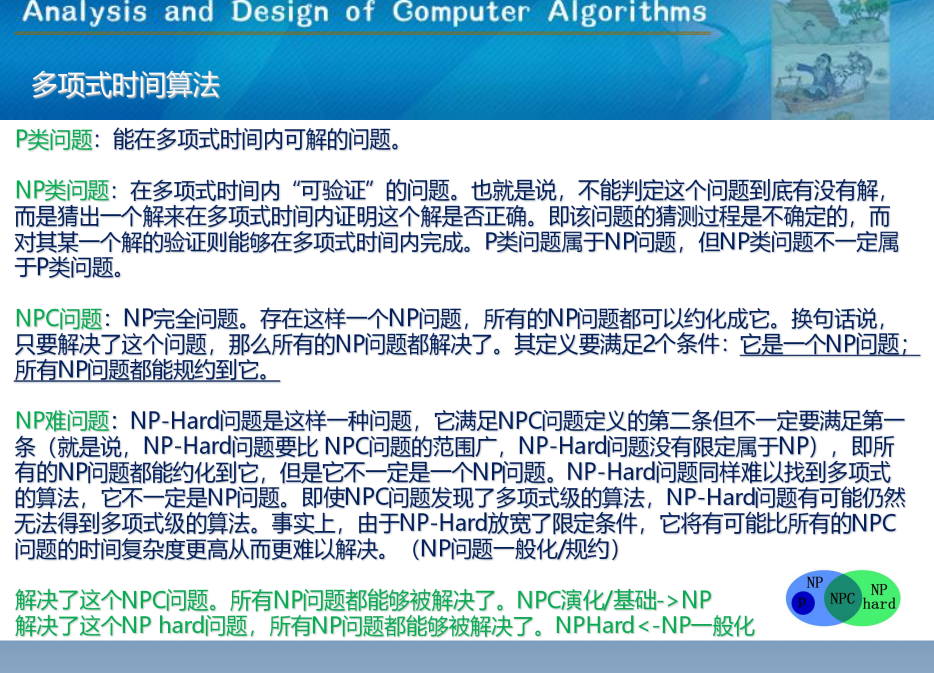 Analysis and Design of Computer Algorithms
多项式时间算法
P类问题：能在多项式时间内可解的问题。
NP类问题：在多项式时间内“可验证”的问题。也就是说，不能判定这个问题到底有没有解，
而是猜出一个解来在多项式时间内证明这个解是否正确。即该问题的猜测过程是不确定的，而
对其某一个解的验证则能够在多项式时间内完成。P类问题属于NP问题，但NP类问题不一定属
于P类问题。
NPC问题：NP完全问题。存在这样一个NP问题，所有的NP问题都可以约化成它。换句话说，
只要解决了这个问题，那么所有的NP问题都解决了。其定义要满足2个条件：它是一个NP问题；
所有NP问题都能规约到它。
NP难问题：NP-Hard问题是这样一种问题，它满足NPC问题定义的第二条但不一定要满足第一
条（就是说，NP-Hard问题要比 NPC问题的范围广，NP-Hard问题没有限定属于NP），即所
有的NP问题都能约化到它，但是它不一定是一个NP问题。NP-Hard问题同样难以找到多项式
的算法，它不一定是NP问题。即使NPC问题发现了多项式级的算法，NP-Hard问题有可能仍然
无法得到多项式级的算法。事实上，由于NP-Hard放宽了限定条件，它将有可能比所有的NPC
问题的时间复杂度更高从而更难以解决。（NP问题一般化/规约）
解决了这个NPC问题。所有NP问题都能够被解决了。NPC演化/基础->NP
解决了这个NP hard问题，所有NP问题都能够被解决了。NPHard<-NP一般化
NP
P
NPC
NP
hard